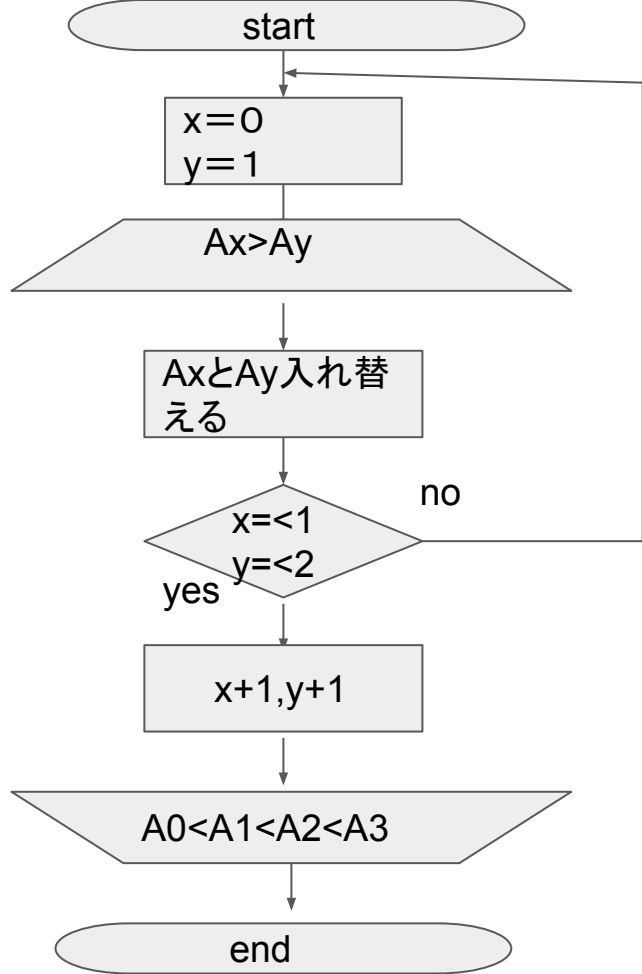 start
x＝０
y＝１
Ax>Ay
AxとAy入れ替
える
no
x=<1
y=<2
yes
x+1,y+1
A0<A1<A2<A3
end